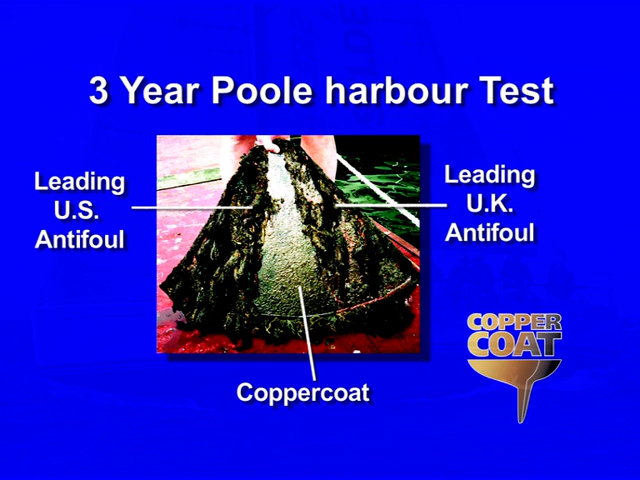 3 Year Poole harbour Test
Leading
U.S.
Antifoul
Leading
U.K.
Antifoul
Coppercoat
COPPER
COAT